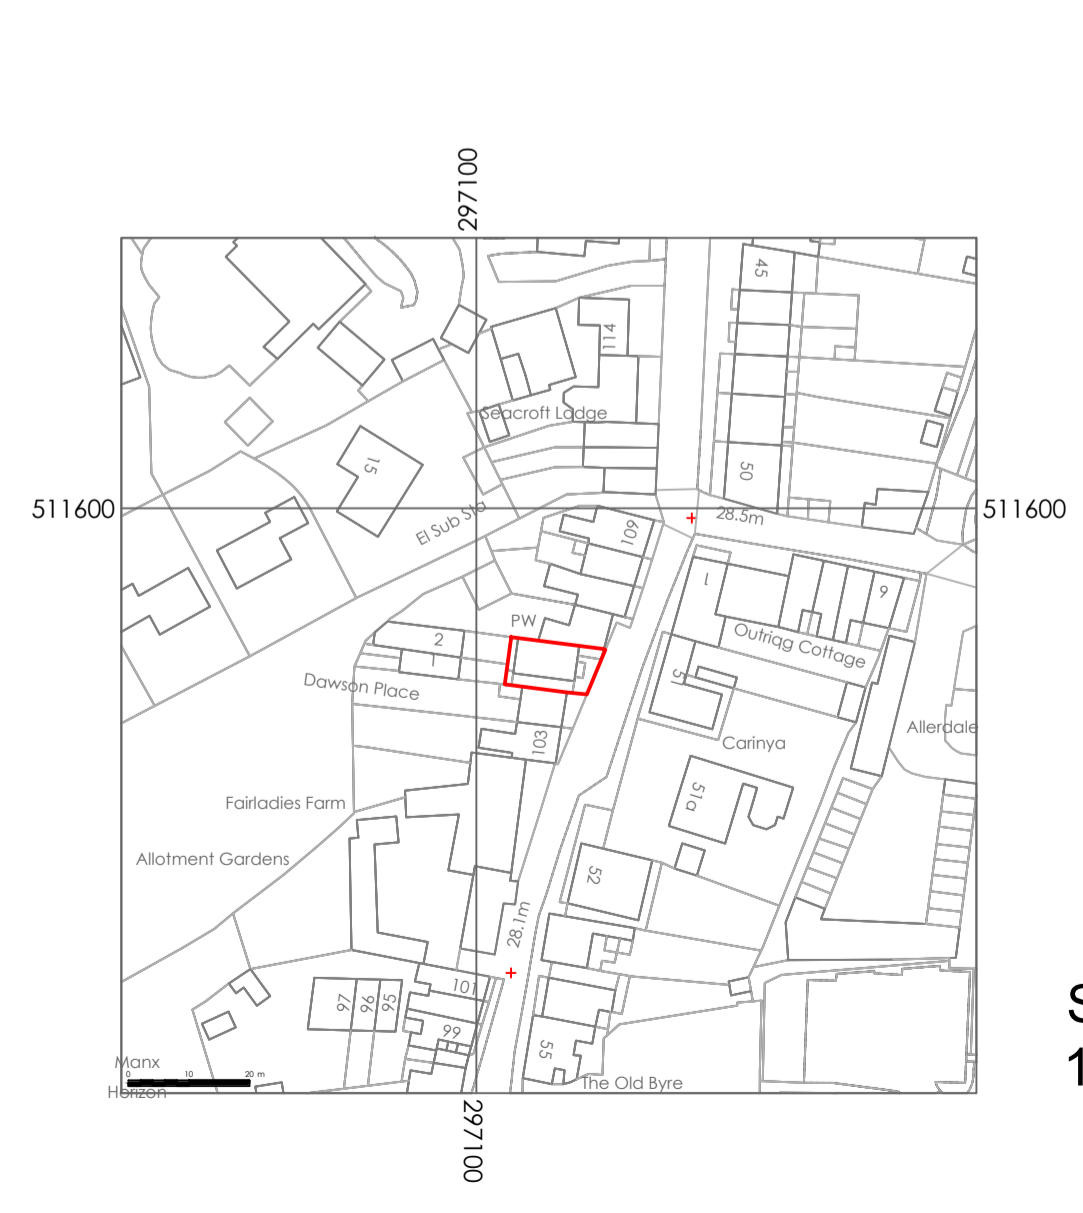 297100
45
114
Seacroft Lodge
15
50
511600
511600
El Sub Sta
28.5m
109
1
9
PW
2
1
Outrigg Cottage
5
Dawson Place
Allerdale
103
Carinya
51a
Fairladies Farm
Allotment Gardens
52
28.1m
101
97
96
95
99
55
S
1
Manx
Horizon
0 10 20 m
The Old Byre
297100